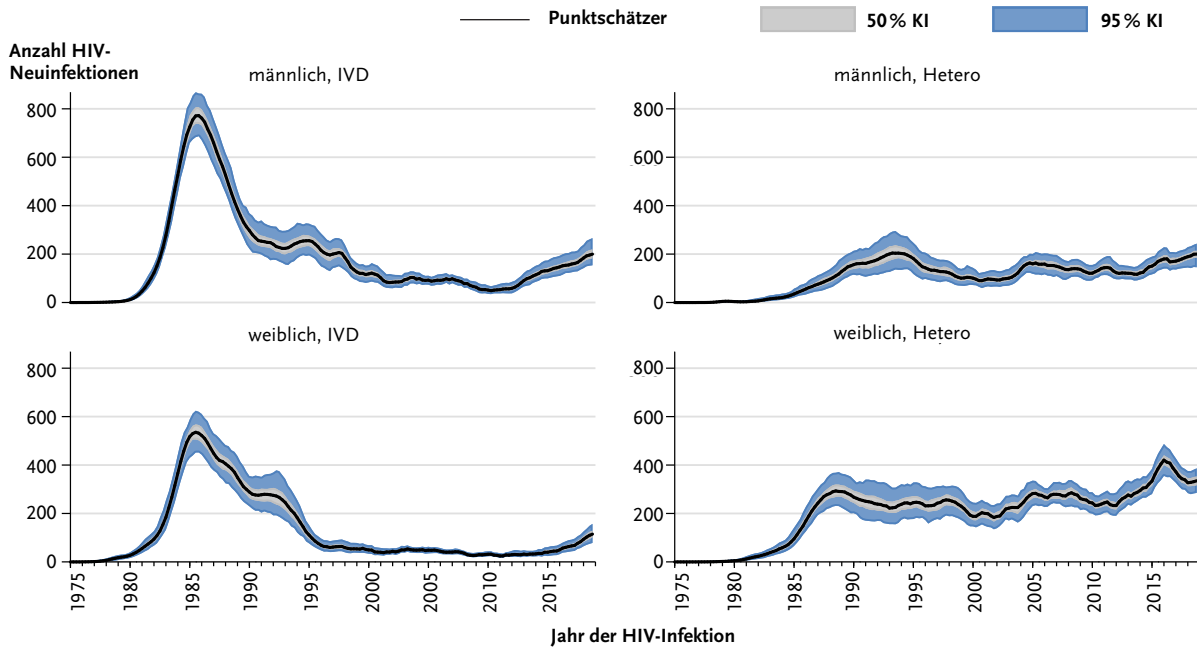 Punktschätzer 50 % KI 95 % KI
Anzahl HIV-
Neuinfektionen
männlich, IVD
800
600
400
200
0
männlich, Hetero
800
600
400
200
0
weiblich, IVD
800
600
400
200
0
1975 1980 1985 1990 1995 2000 2005 2010 2015
weiblich, Hetero
800
600
400
200
0
1975 1980 1985 1990 1995 2000 2005 2010 2015
Jahr der HIV-Infektion